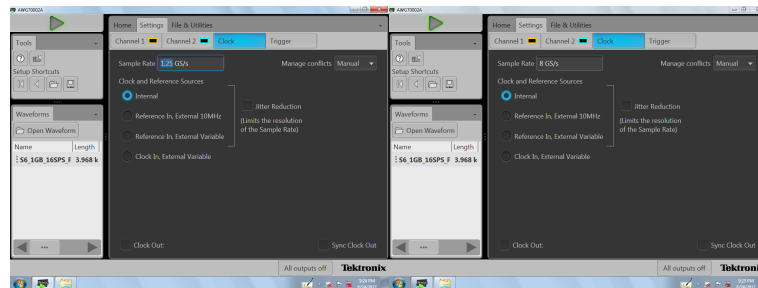 AWG70002A
Home Settings File & Utilities
Tools
Channel 1 Channel 2 Clock Trigger
Sample Rate 1.25 GS/s Manage conflicts Manual
Setup Shortcuts
Clock and Reference Sources
Internal
Jitter Reduction
Waveforms
Reference In, External 10MHz
(Limits the resolution
of the Sample Rate)
Open Waveform
Reference In, External Variable
Name Length
S6_1GB_16SPS_F 3.968 k
Clock In, External Variable
Clock Out: Sync Clock Out
All outputs off Tektronix
AWG70002A
Home Settings File & Utilities
Tools
Channel 1 Channel 2 Clock Trigger
Sample Rate 8 GS/s Manage conflicts Manual
Setup Shortcuts
Clock and Reference Sources
Internal
Jitter Reduction
Waveforms
Reference In, External 10MHz
(Limits the resolution
of the Sample Rate)
Open Waveform
Reference In, External Variable
Name Length
S6_1GB_16SPS_F 3.968 k
Clock In, External Variable
Clock Out: Sync Clock Out
All outputs off Tektroni